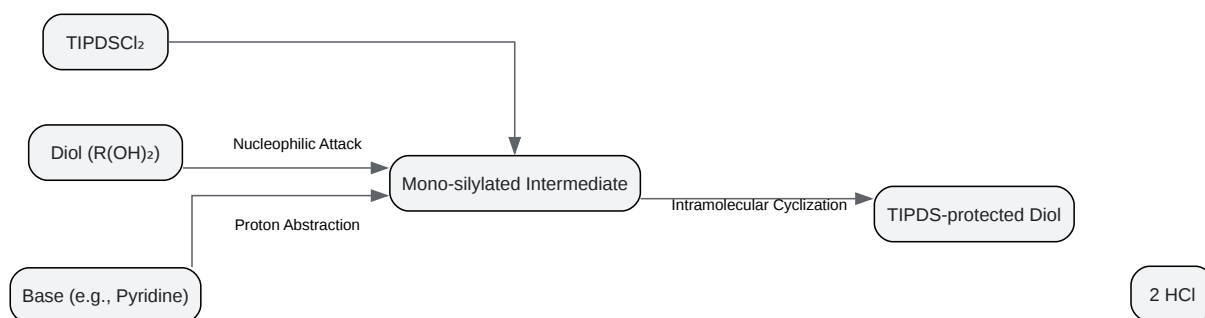 TIPDSCl₂
Diol (R(OH)₂)
Nucleophilic Attack
Mono-silylated Intermediate
Intramolecular Cyclization
TIPDS-protected Diol
Proton Abstraction
Base (e.g., Pyridine)
2 HCl